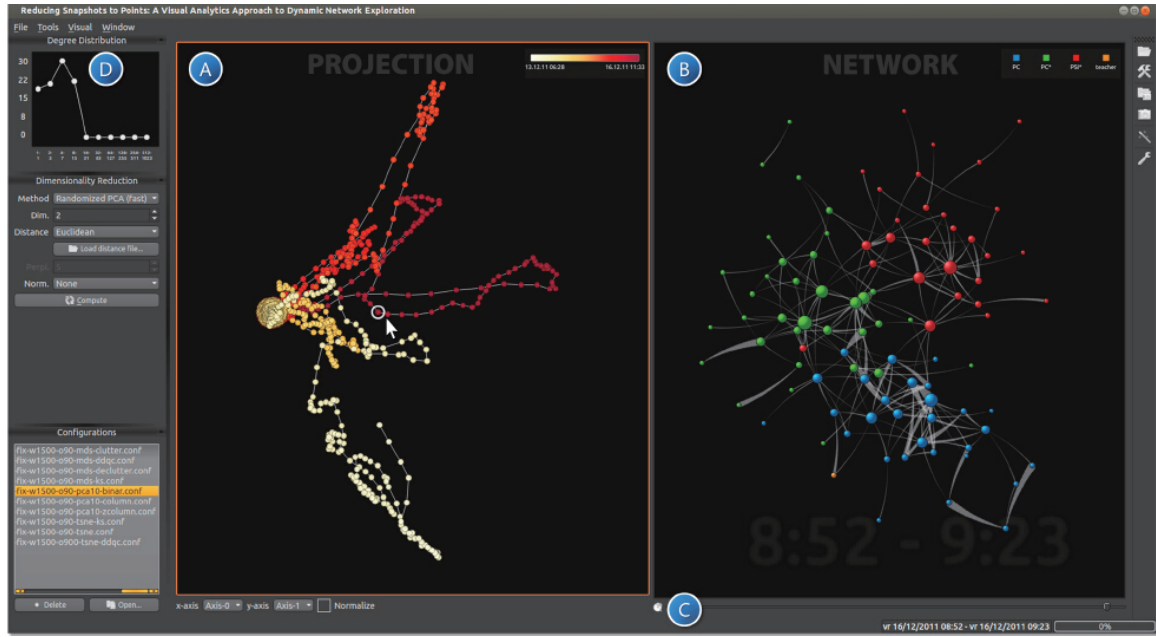 Reducing Snapshots to Points: A Visual Analytics Approach to Dynamic Network Exploration
File Tools Visual Window
Degree Distribution
30
22
15
8
0
D
Dimensionality Reduction
Method Randomized PCA (fast)
Dim. 2
Distance Euclidean
Load distance file...
Perp.
Norm. None
Compute
Configurations
fix-w1500-o90-mds-clutter.conf
fix-w1500-o90-mds-ddqc.conf
fix-w1500-o90-mds-declutter.conf
fix-w1500-o90-mds-ks.conf
fix-w1500-o90-pca10-binar.conf
fix-w1500-o90-pca10-column.conf
fix-w1500-o90-pca10-zcolumn.conf
fix-w1500-o90-tsne-ks.conf
fix-w1500-o90-tsne.conf
fix-w1500-o900-tsne-ddqc.conf
Delete Open...
A
PROJECTION
13.12.11 06:28 16.12.11 11:33
x-axis Axis-0 y-axis Axis-1 Normalize
B
NETWORK
PC PC* PSI* teacher
8:52 - 9:23
C
vr 16/12/2011 08:52 - vr 16/12/2011 09:23 0%